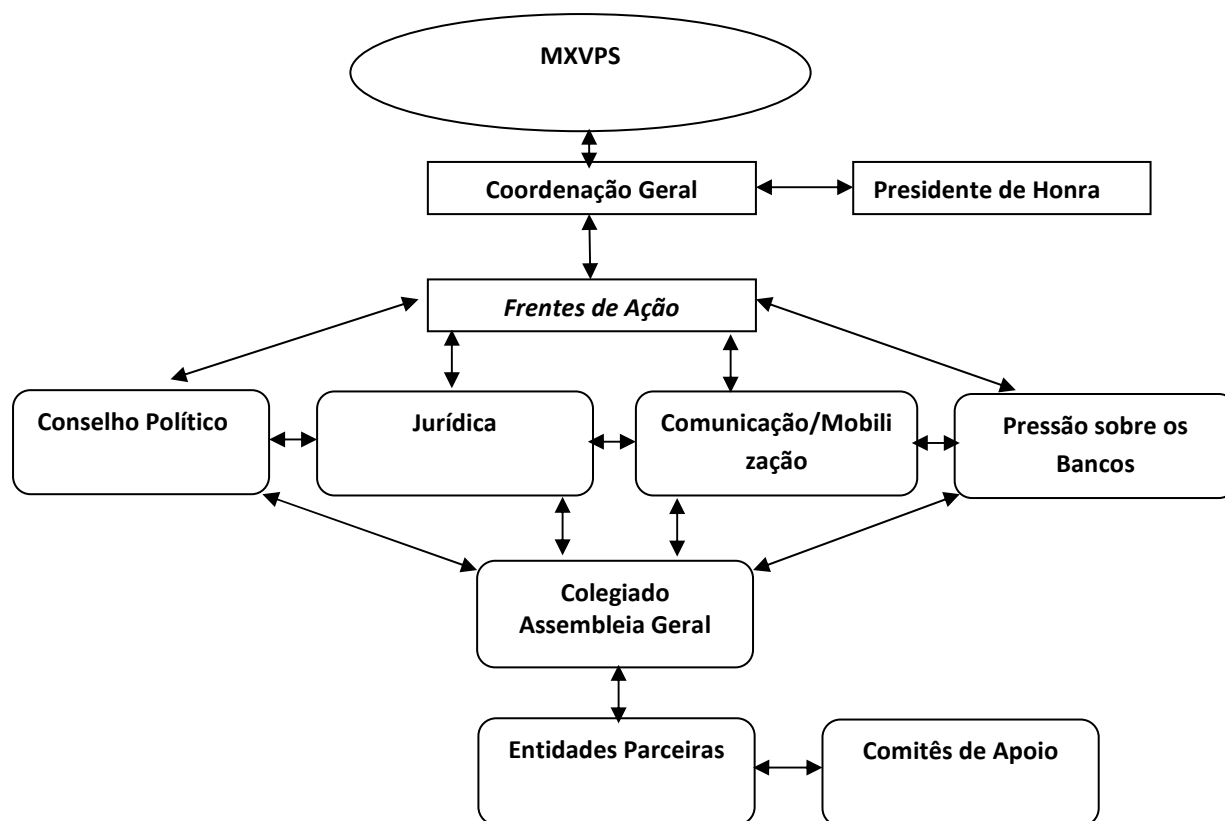 MXVPS
Coordenação Geral
Presidente de Honra
Frentes de Ação
Conselho Político
Jurídica
Comunicação/Mobili
zação
Pressão sobre os
Bancos
Colegiado
Assembleia Geral
Entidades Parceiras
Comitês de Apoio